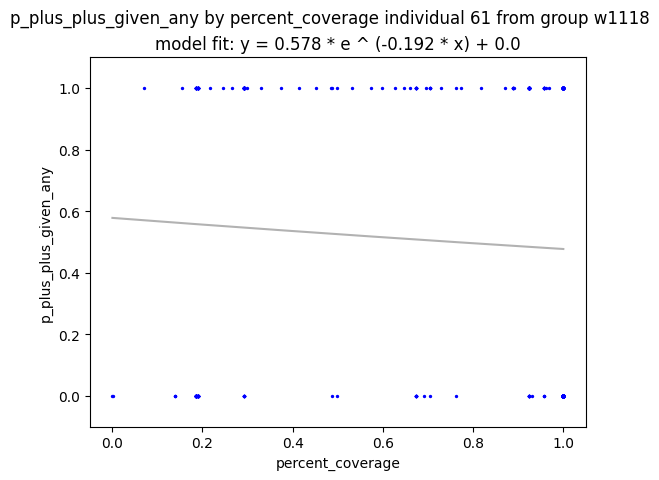 p_plus_plus_given_any by percent_coverage individual 61 from group w1118
model fit: y = 0.578 * e ^ (-0.192 * x) + 0.0
1.0
0.8
0.6
0.4
0.2
0.0
p_plus_plus_given_any
0.0 0.2 0.4 0.6 0.8 1.0
percent_coverage